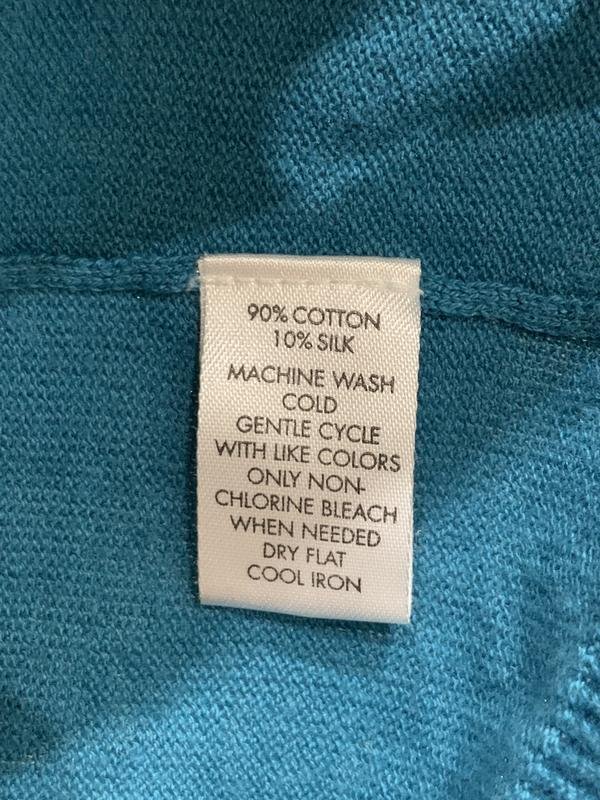 90% COTTON
10% SILK
MACHINE WASH
COLD
GENTLE CYCLE
WITH LIKE COLORS
ONLY NON-
CHLORINE BLEACH
WHEN NEEDED
DRY FLAT
COOL IRON